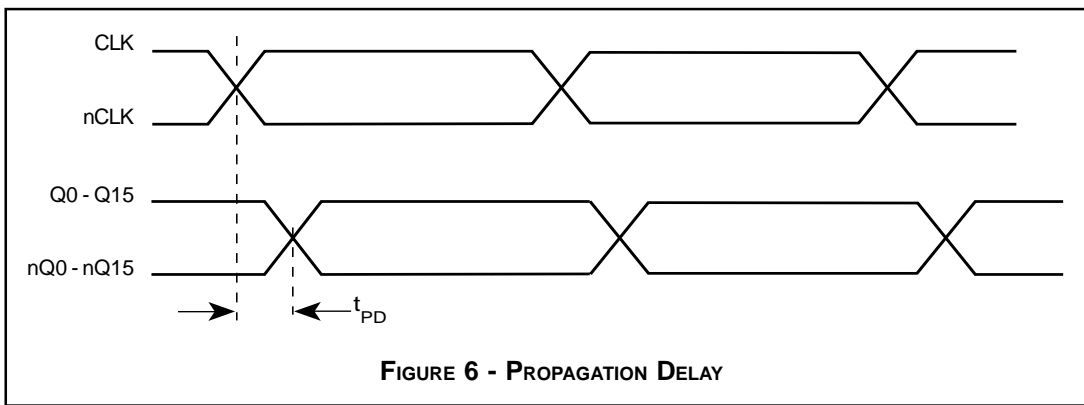 CLK
nCLK
Q0 - Q15
nQ0 - nQ15
tPD
FIGURE 6 - PROPAGATION DELAY